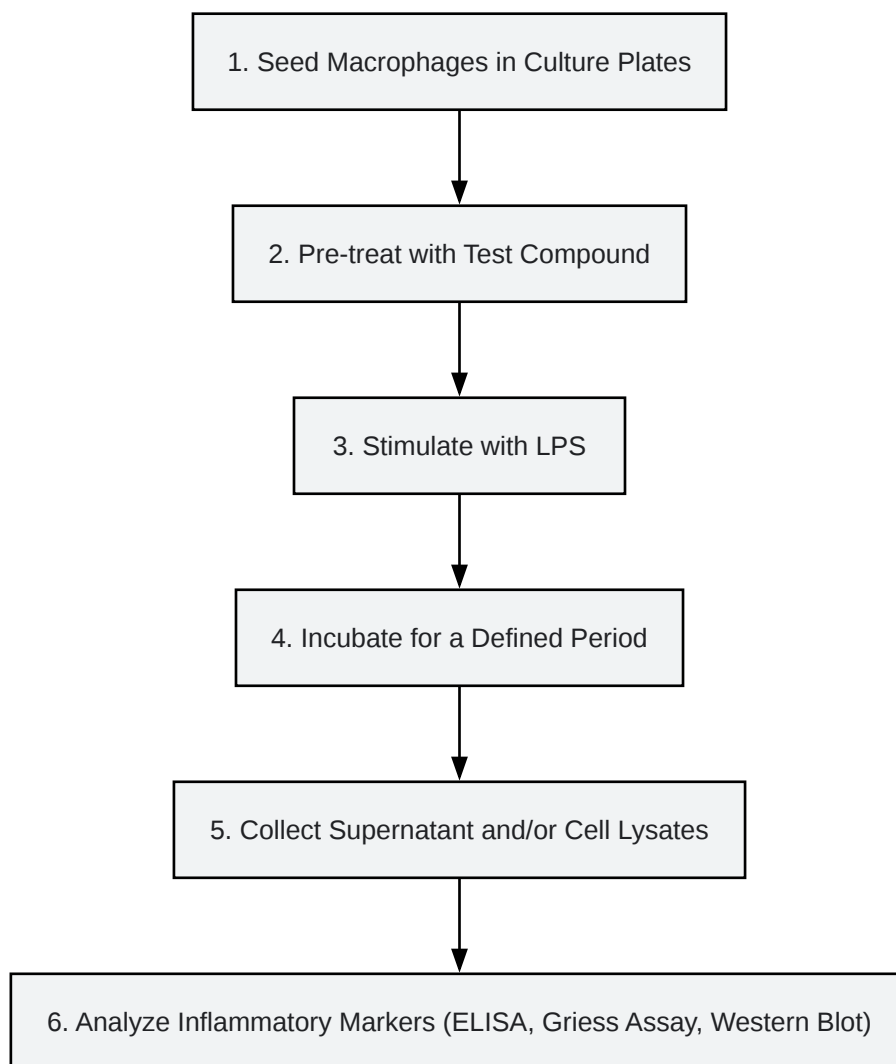 1. Seed Macrophages in Culture Plates
2. Pre-treat with Test Compound
3. Stimulate with LPS
4. Incubate for a Defined Period
5. Collect Supernatant and/or Cell Lysates
6. Analyze Inflammatory Markers (ELISA, Griess Assay, Western Blot)